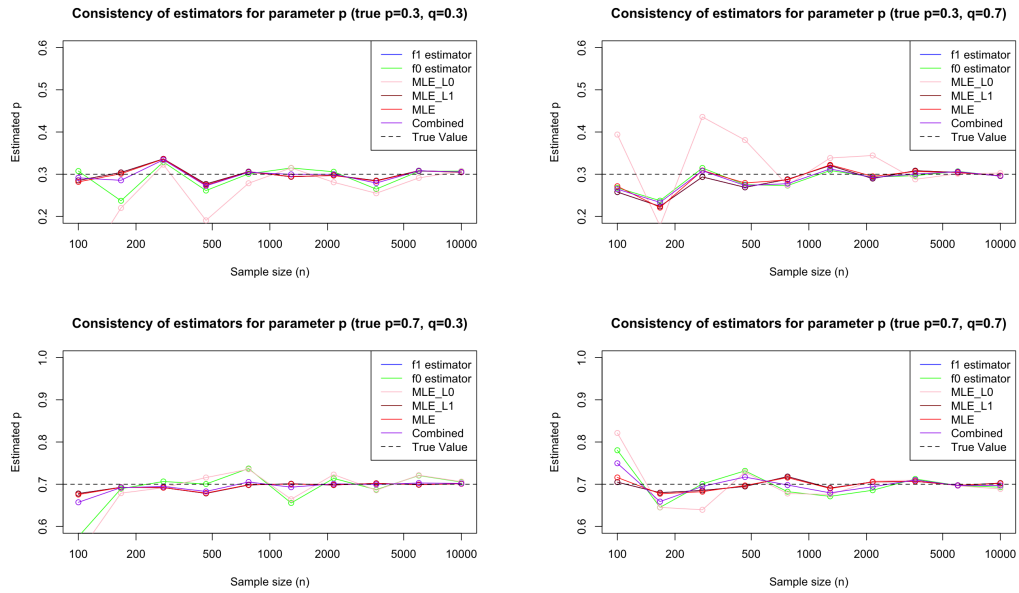 Consistency of estimators for parameter p (true p=0.3, q=0.3)
Estimated p
0.6
0.5
0.4
0.3
0.2
f1 estimator
f0 estimator
MLE_L0
MLE_L1
MLE
Combined
True Value
100 200 500 1000 2000 5000 10000
Sample size (n)
Consistency of estimators for parameter p (true p=0.3, q=0.7)
Estimated p
0.6
0.5
0.4
0.3
0.2
f1 estimator
f0 estimator
MLE_L0
MLE_L1
MLE
Combined
True Value
100 200 500 1000 2000 5000 10000
Sample size (n)
Consistency of estimators for parameter p (true p=0.7, q=0.3)
Estimated p
1.0
0.9
0.8
0.7
0.6
f1 estimator
f0 estimator
MLE_L0
MLE_L1
MLE
Combined
True Value
100 200 500 1000 2000 5000 10000
Sample size (n)
Consistency of estimators for parameter p (true p=0.7, q=0.7)
Estimated p
1.0
0.9
0.8
0.7
0.6
f1 estimator
f0 estimator
MLE_L0
MLE_L1
MLE
Combined
True Value
100 200 500 1000 2000 5000 10000
Sample size (n)